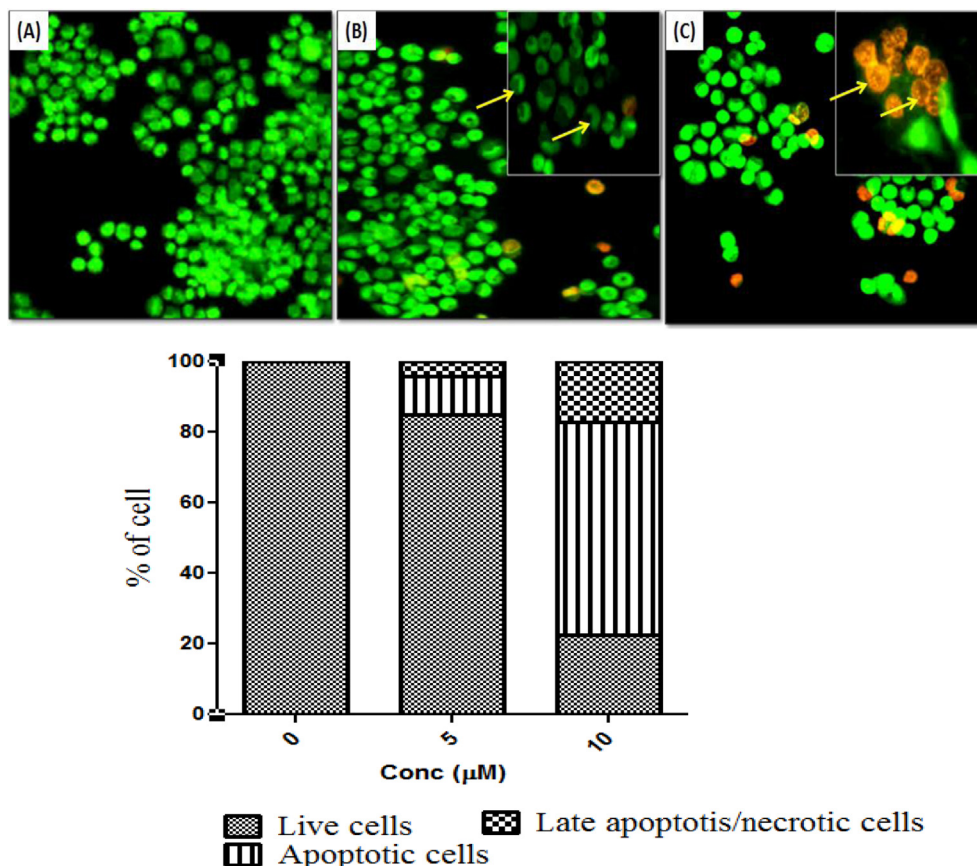 (A)
(B)
(C)
100
80
60
40
20
0
% of cell
0
5
10
Conc (μM)
Live cells
Late apoptotis/necrotic cells
Apoptotic cells